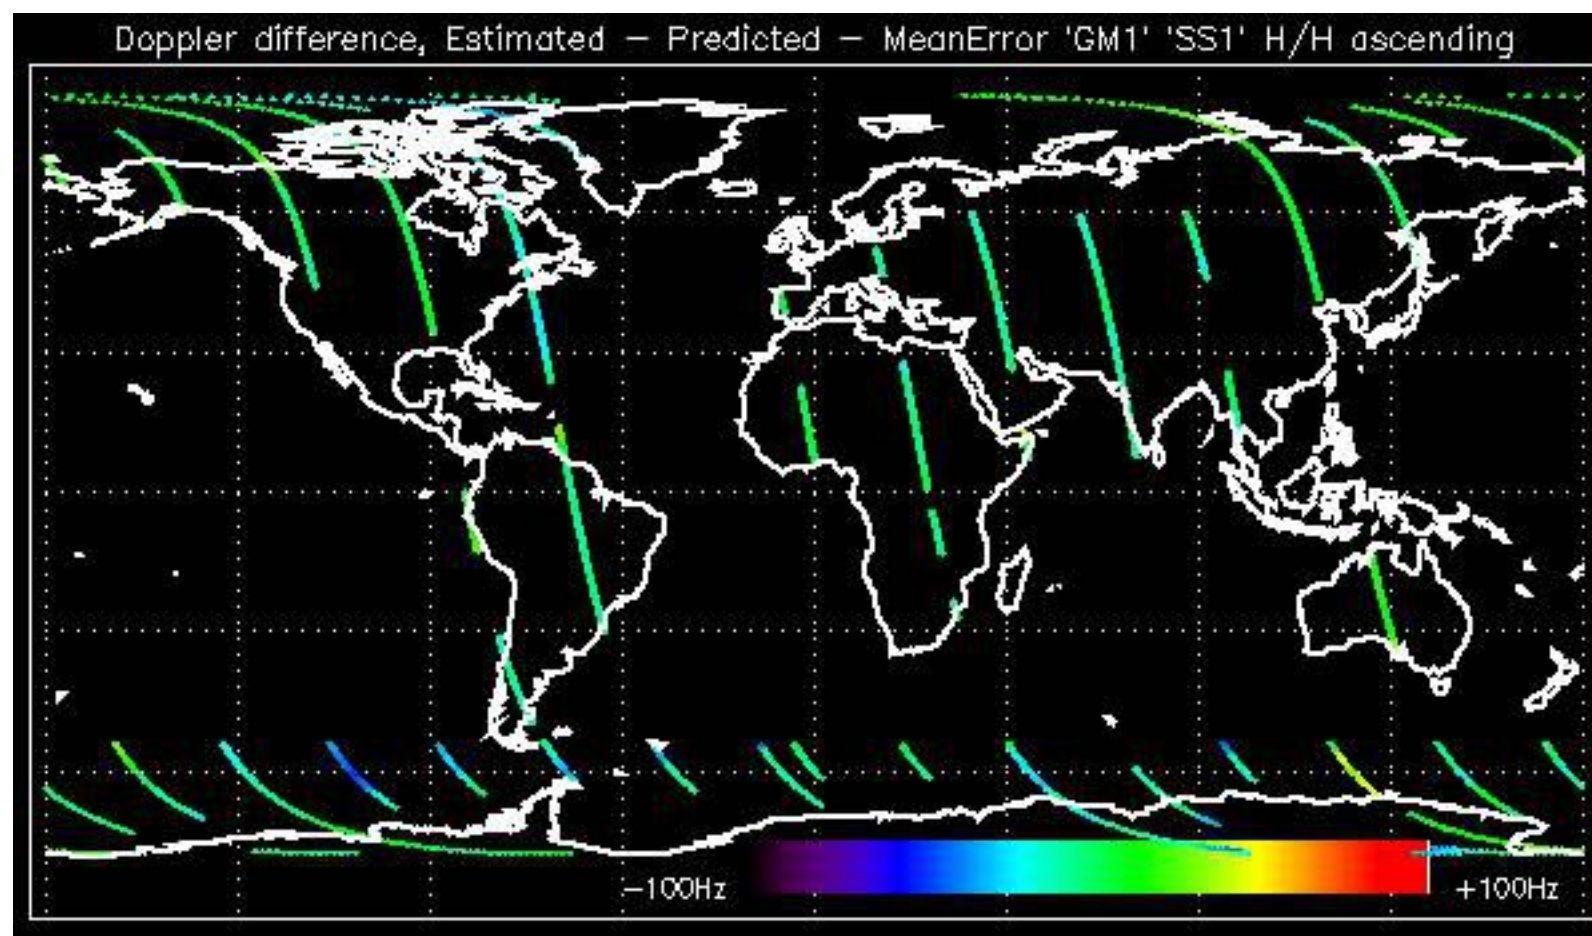 Doppler difference, Estimated — Predicted — MeanError 'GM1' 'SS1' H/H ascending
−100Hz
+100Hz